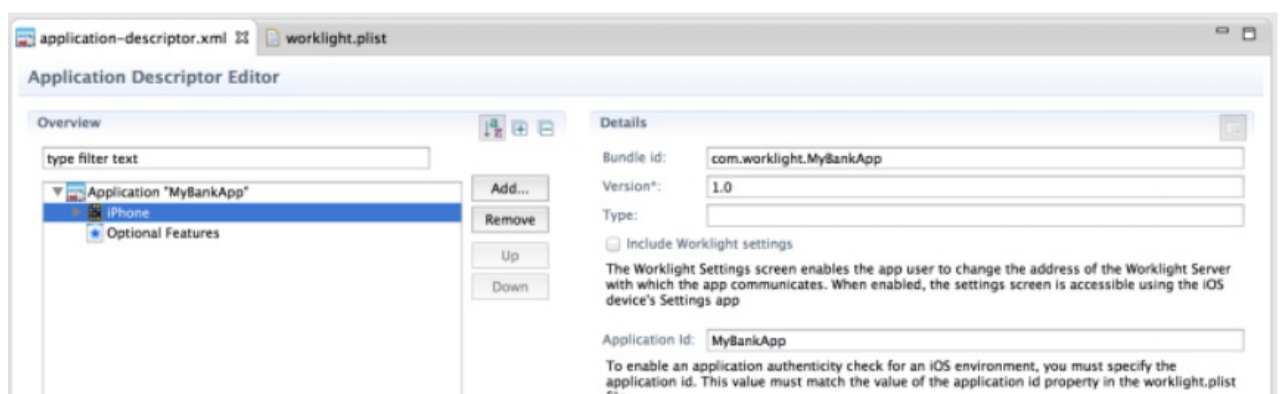 application-descriptor.xml worklight.plist
Application Descriptor Editor
Overview
type filter text
Application "MyBankApp"
iPhone
Optional Features
Add...
Remove
Up
Down
Details
Bundle id: com.worklight.MyBankApp
Version*: 1.0
Type:
Include Worklight settings
The Worklight Settings screen enables the app user to change the address of the Worklight Server
with which the app communicates. When enabled, the settings screen is accessible using the iOS
device's Settings app
Application Id: MyBankApp
To enable an application authenticity check for an iOS environment, you must specify the
application id. This value must match the value of the application id property in the worklight.plist